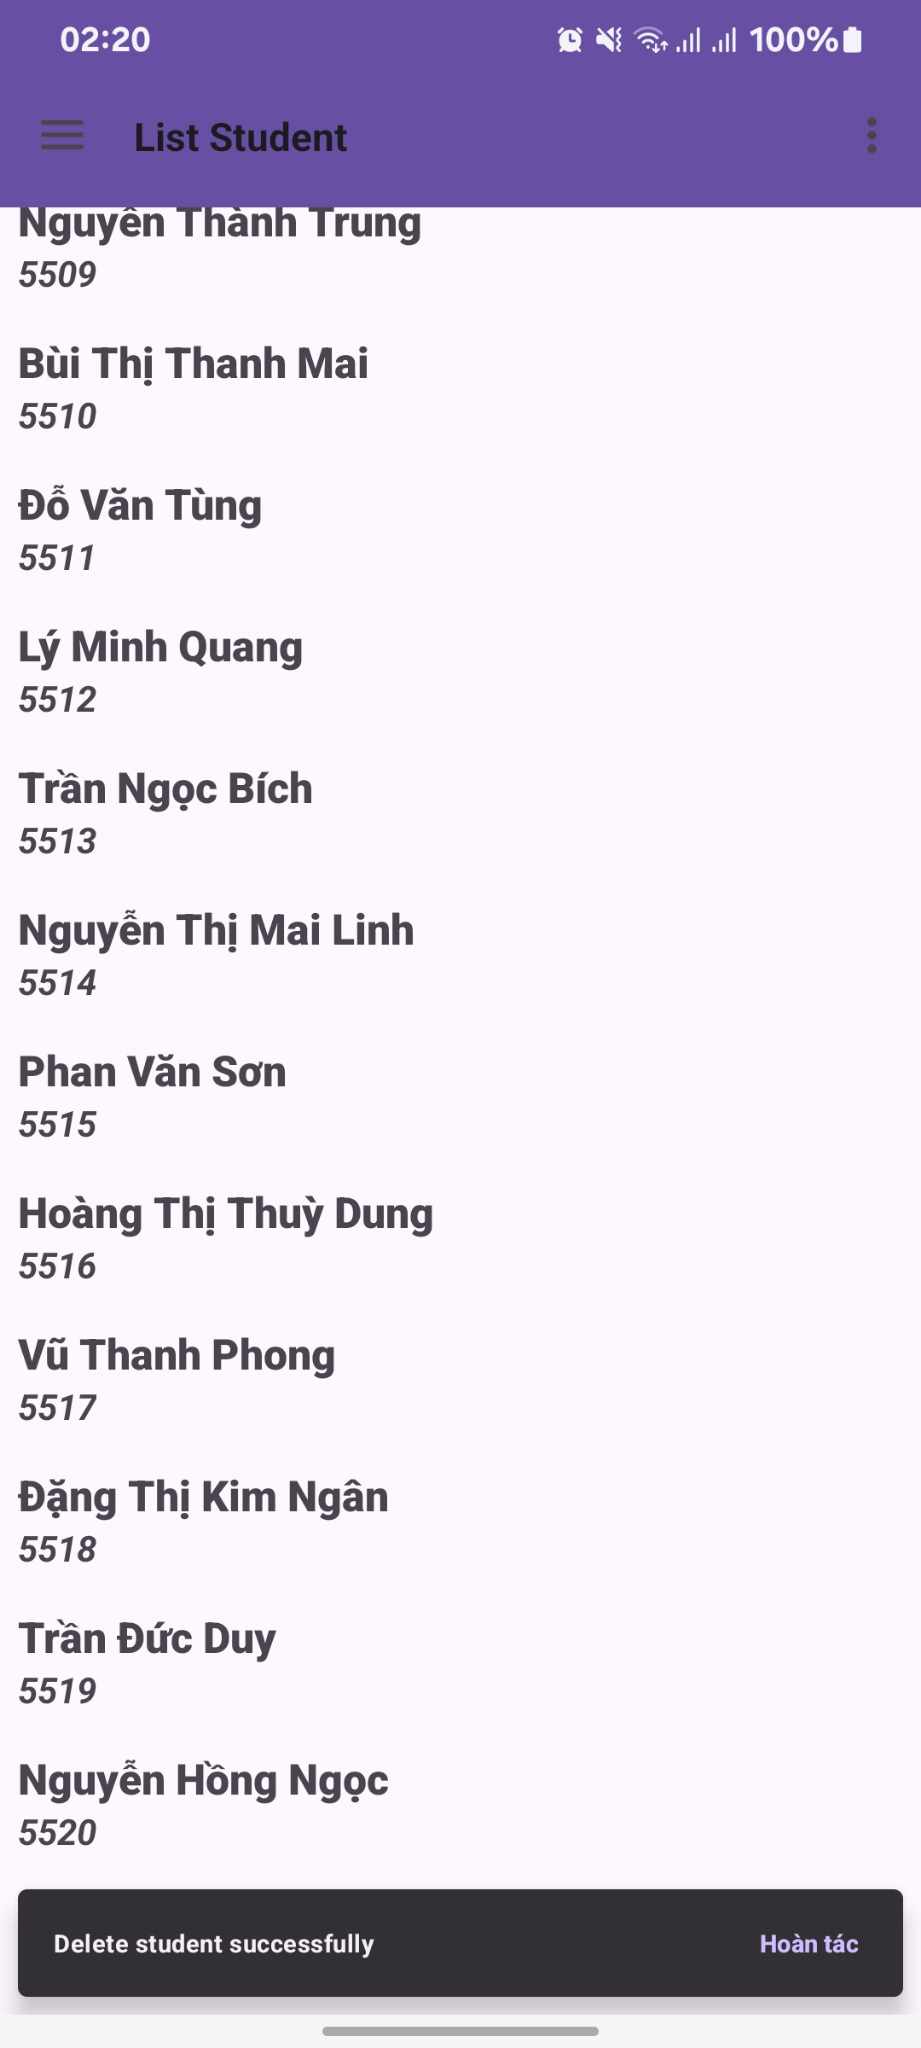 02:20
100%
List Student
Nguyễn Thành Trung
5509
Bùi Thị Thanh Mai
5510
Đỗ Văn Tùng
5511
Lý Minh Quang
5512
Trần Ngọc Bích
5513
Nguyễn Thị Mai Linh
5514
Phan Văn Sơn
5515
Hoàng Thị Thuỳ Dung
5516
Vũ Thanh Phong
5517
Đặng Thị Kim Ngân
5518
Trần Đức Duy
5519
Nguyễn Hồng Ngọc
5520
Delete student successfully
Hoàn tác